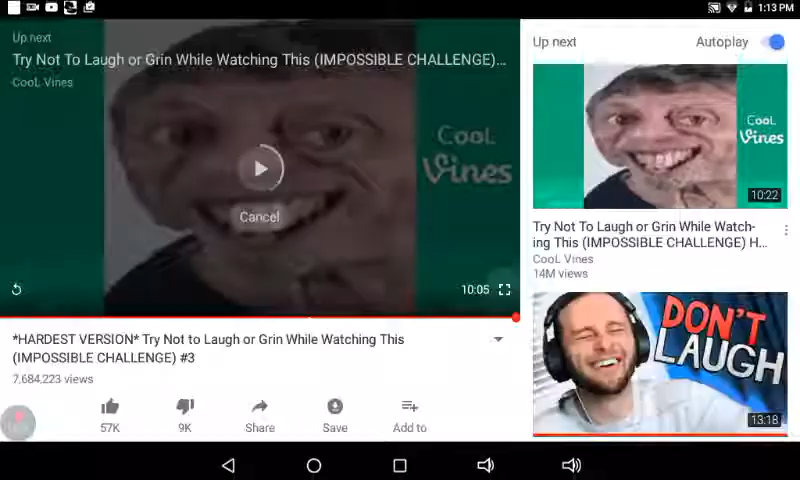 1:13 PM
Up next
Try Not To Laugh or Grin While Watching This (IMPOSSIBLE CHALLENGE)...
CooL Vines
CooL
Vines
Cancel
10:05
*HARDEST VERSION* Try Not to Laugh or Grin While Watching This
(IMPOSSIBLE CHALLENGE) #3
7,684,223 views
57K
9K
Share
Save
Add to
Up next
Autoplay
CooL
Vines
10:22
Try Not To Laugh or Grin While Watch-
ing This (IMPOSSIBLE CHALLENGE) H...
CooL Vines
14M views
DON'T
LAUGH
13:18